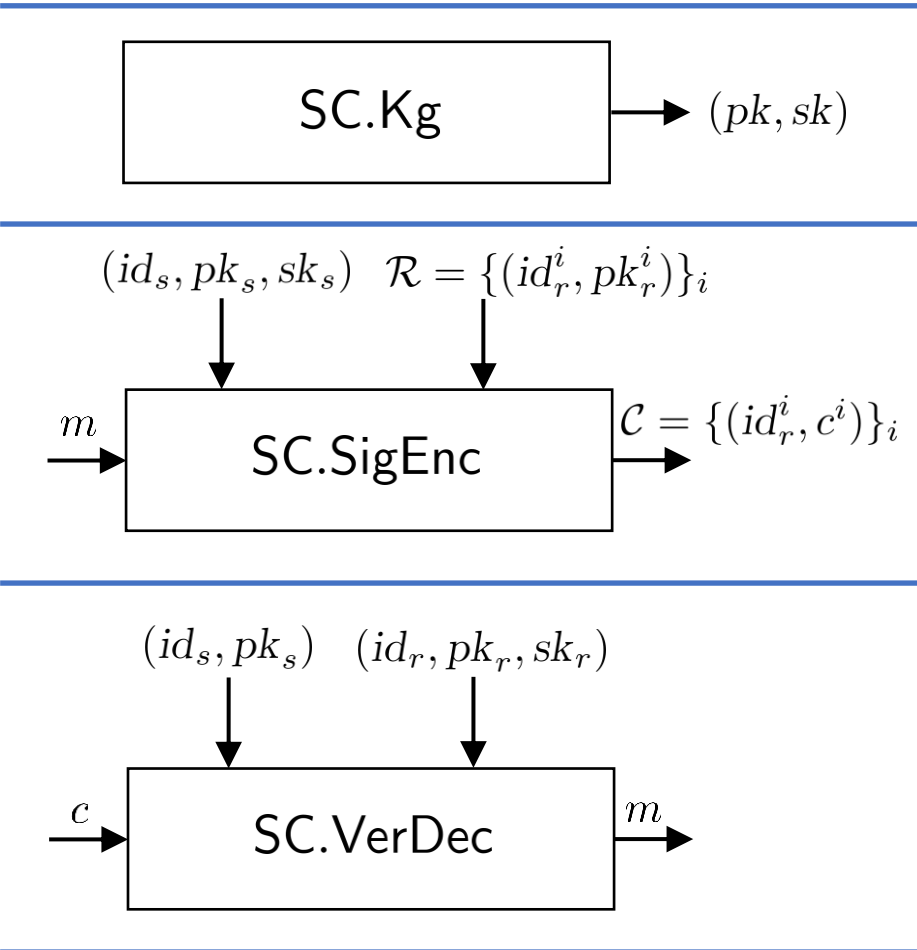 SC.Kg
(pk, sk)
(id_s, pk_s, sk_s)
ℛ = {(id_r^i, pk_r^i)}_i
m
SC.SigEnc
𝒞 = {(id_r^i, c^i)}_i
(id_s, pk_s)
(id_r, pk_r, sk_r)
c
SC.VerDec
m